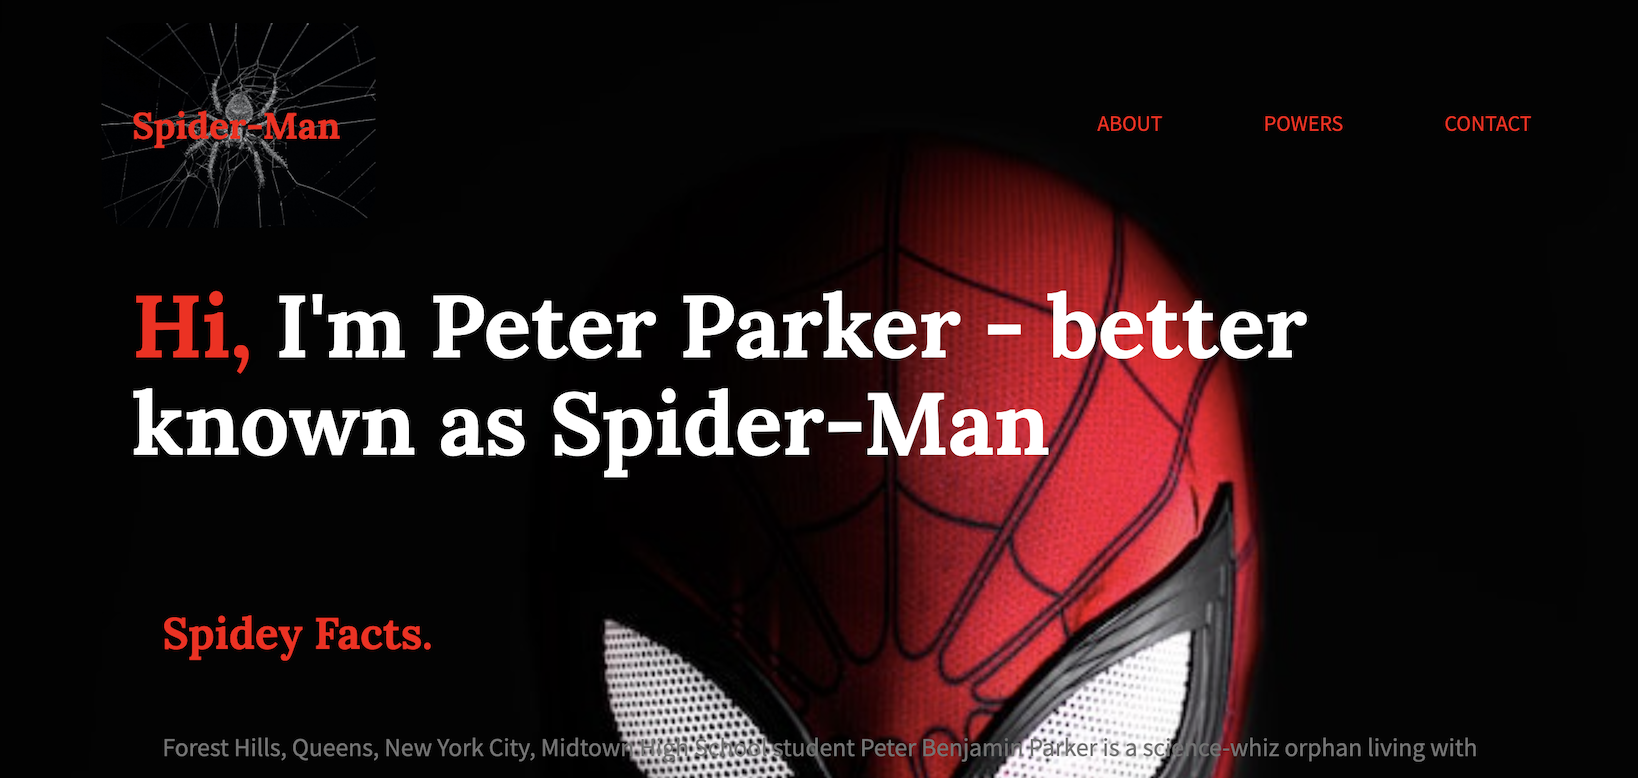 Spider-Man
ABOUT
POWERS
CONTACT
Hi, I'm Peter Parker - better
known as Spider-Man
Spidey Facts.
Forest Hills, Queens, New York City, Midtown High School student Peter Benjamin Parker is a science-whiz orphan living with